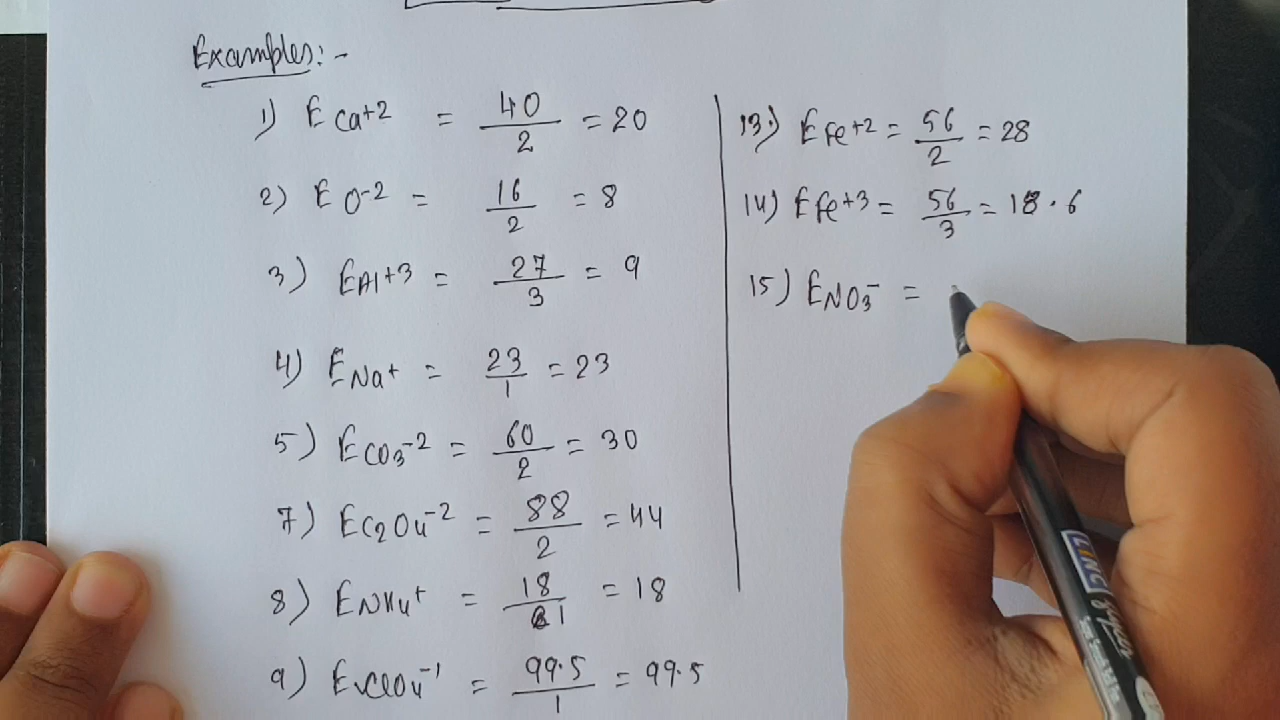 Examples:-
1) E Ca+2 = 40/2 = 20
2) E O-2 = 16/2 = 8
3) E Al+3 = 27/3 = 9
4) E Na+ = 23/1 = 23
5) E CO3-2 = 60/2 = 30
7) E C2O4-2 = 88/2 = 44
8) E NH4+ = 18/1 = 18
9) E ClO4-1 = 99.5/1 = 99.5
13) E Fe+2 = 56/2 = 28
14) E Fe+3 = 56/3 = 18.6
15) E NO3- =
LINC